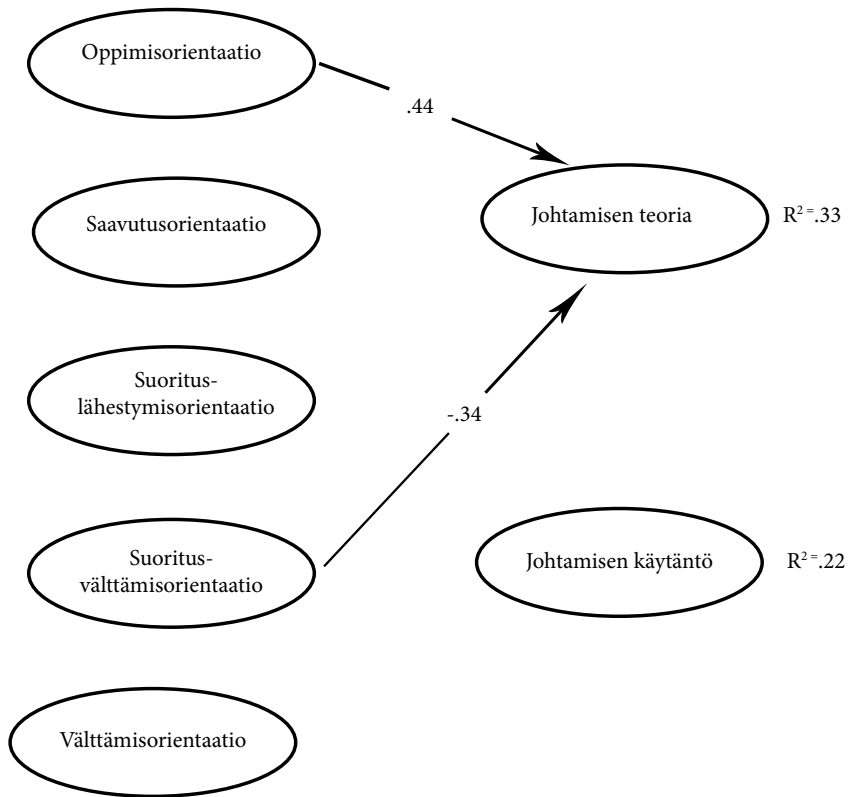 Oppimisorientaatio
.44
Saavutusorientaatio
Johtamisen teoria
R² = .33
Suoritus-
lähestymisorientaatio
-.34
Suoritus-
välttämisorientaatio
Johtamisen käytäntö
R² = .22
Välttämisorientaatio